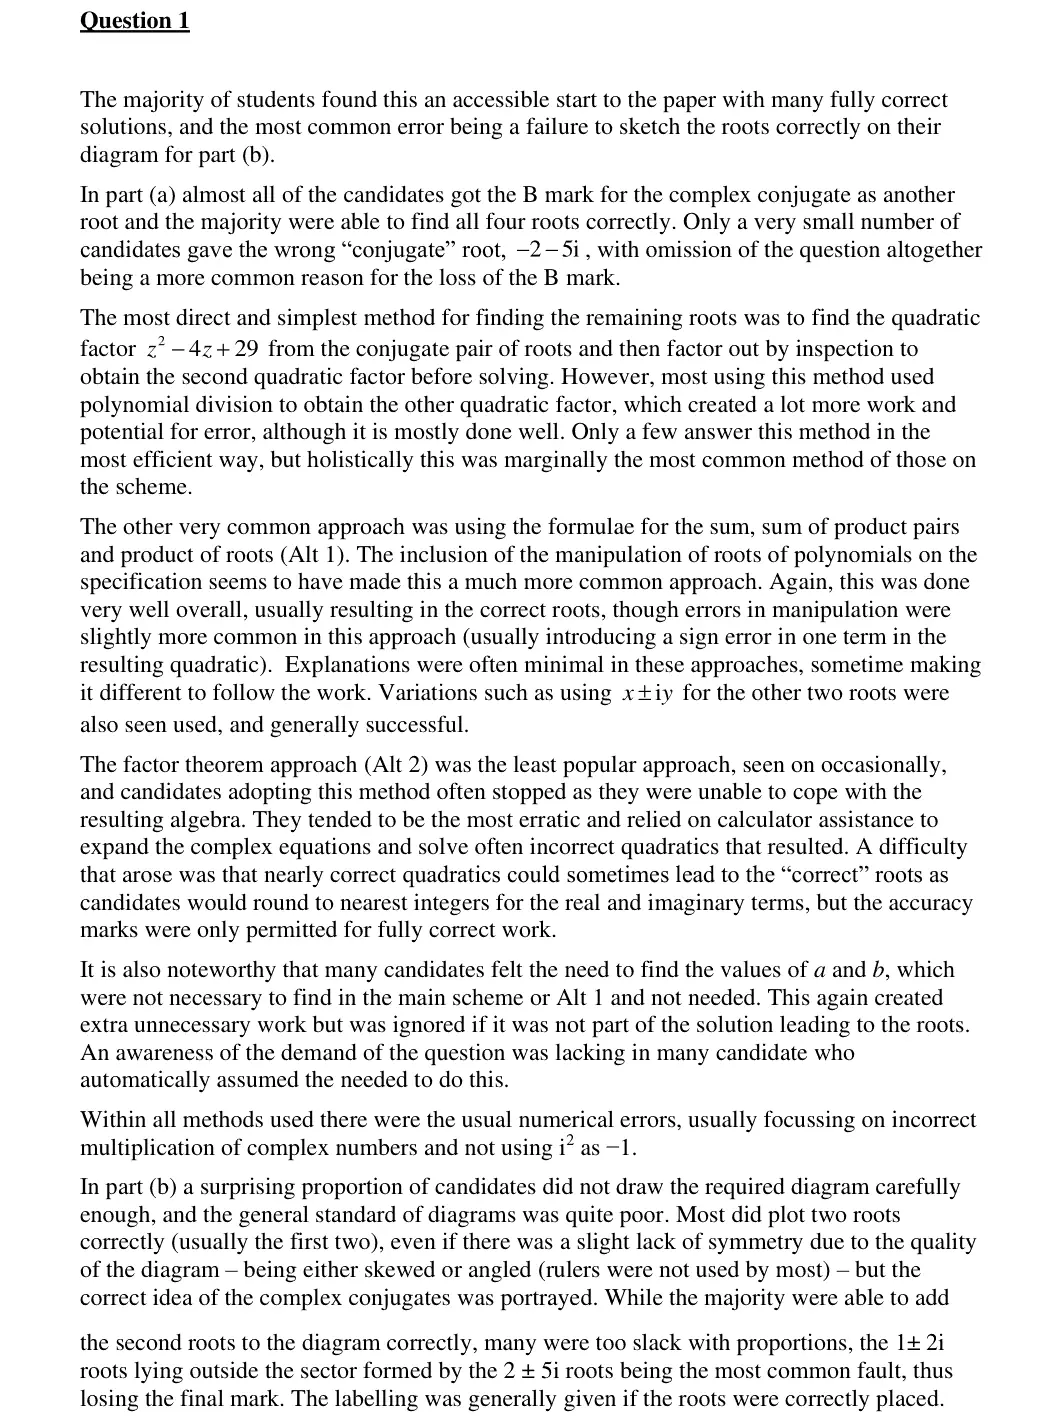 Question 1
The majority of students found this an accessible start to the paper with many fully correct
solutions, and the most common error being a failure to sketch the roots correctly on their
diagram for part (b).
In part (a) almost all of the candidates got the B mark for the complex conjugate as another
root and the majority were able to find all four roots correctly. Only a very small number of
candidates gave the wrong “conjugate” root, −2−5i , with omission of the question altogether
being a more common reason for the loss of the B mark.
The most direct and simplest method for finding the remaining roots was to find the quadratic
factor z² − 4z + 29 from the conjugate pair of roots and then factor out by inspection to
obtain the second quadratic factor before solving. However, most using this method used
polynomial division to obtain the other quadratic factor, which created a lot more work and
potential for error, although it is mostly done well. Only a few answer this method in the
most efficient way, but holistically this was marginally the most common method of those on
the scheme.
The other very common approach was using the formulae for the sum, sum of product pairs
and product of roots (Alt 1). The inclusion of the manipulation of roots of polynomials on the
specification seems to have made this a much more common approach. Again, this was done
very well overall, usually resulting in the correct roots, though errors in manipulation were
slightly more common in this approach (usually introducing a sign error in one term in the
resulting quadratic).  Explanations were often minimal in these approaches, sometime making
it different to follow the work. Variations such as using x ± iy for the other two roots were
also seen used, and generally successful.
The factor theorem approach (Alt 2) was the least popular approach, seen on occasionally,
and candidates adopting this method often stopped as they were unable to cope with the
resulting algebra. They tended to be the most erratic and relied on calculator assistance to
expand the complex equations and solve often incorrect quadratics that resulted. A difficulty
that arose was that nearly correct quadratics could sometimes lead to the “correct” roots as
candidates would round to nearest integers for the real and imaginary terms, but the accuracy
marks were only permitted for fully correct work.
It is also noteworthy that many candidates felt the need to find the values of a and b, which
were not necessary to find in the main scheme or Alt 1 and not needed. This again created
extra unnecessary work but was ignored if it was not part of the solution leading to the roots.
An awareness of the demand of the question was lacking in many candidate who
automatically assumed the needed to do this.
Within all methods used there were the usual numerical errors, usually focussing on incorrect
multiplication of complex numbers and not using i² as −1.
In part (b) a surprising proportion of candidates did not draw the required diagram carefully
enough, and the general standard of diagrams was quite poor. Most did plot two roots
correctly (usually the first two), even if there was a slight lack of symmetry due to the quality
of the diagram – being either skewed or angled (rulers were not used by most) – but the
correct idea of the complex conjugates was portrayed. While the majority were able to add
the second roots to the diagram correctly, many were too slack with proportions, the 1± 2i
roots lying outside the sector formed by the 2 ± 5i roots being the most common fault, thus
losing the final mark. The labelling was generally given if the roots were correctly placed.